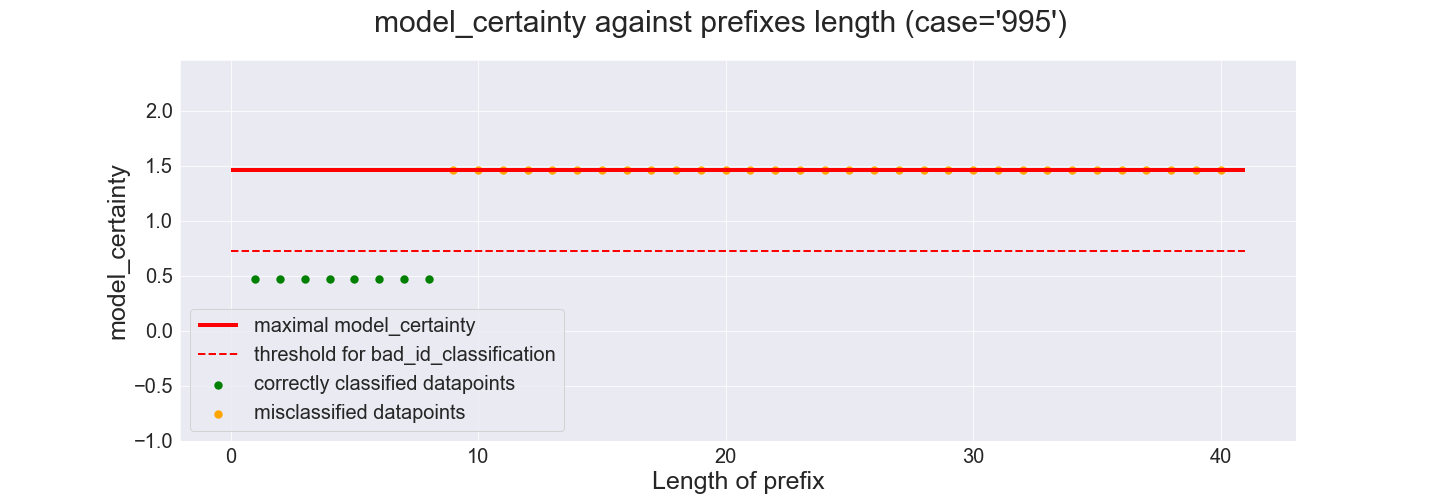 model_certainty against prefixes length (case='995')
model_certainty
2.0
1.5
1.0
0.5
0.0
−0.5
−1.0
maximal model_certainty
threshold for bad_id_classification
correctly classified datapoints
misclassified datapoints
0 10 20 30 40
Length of prefix